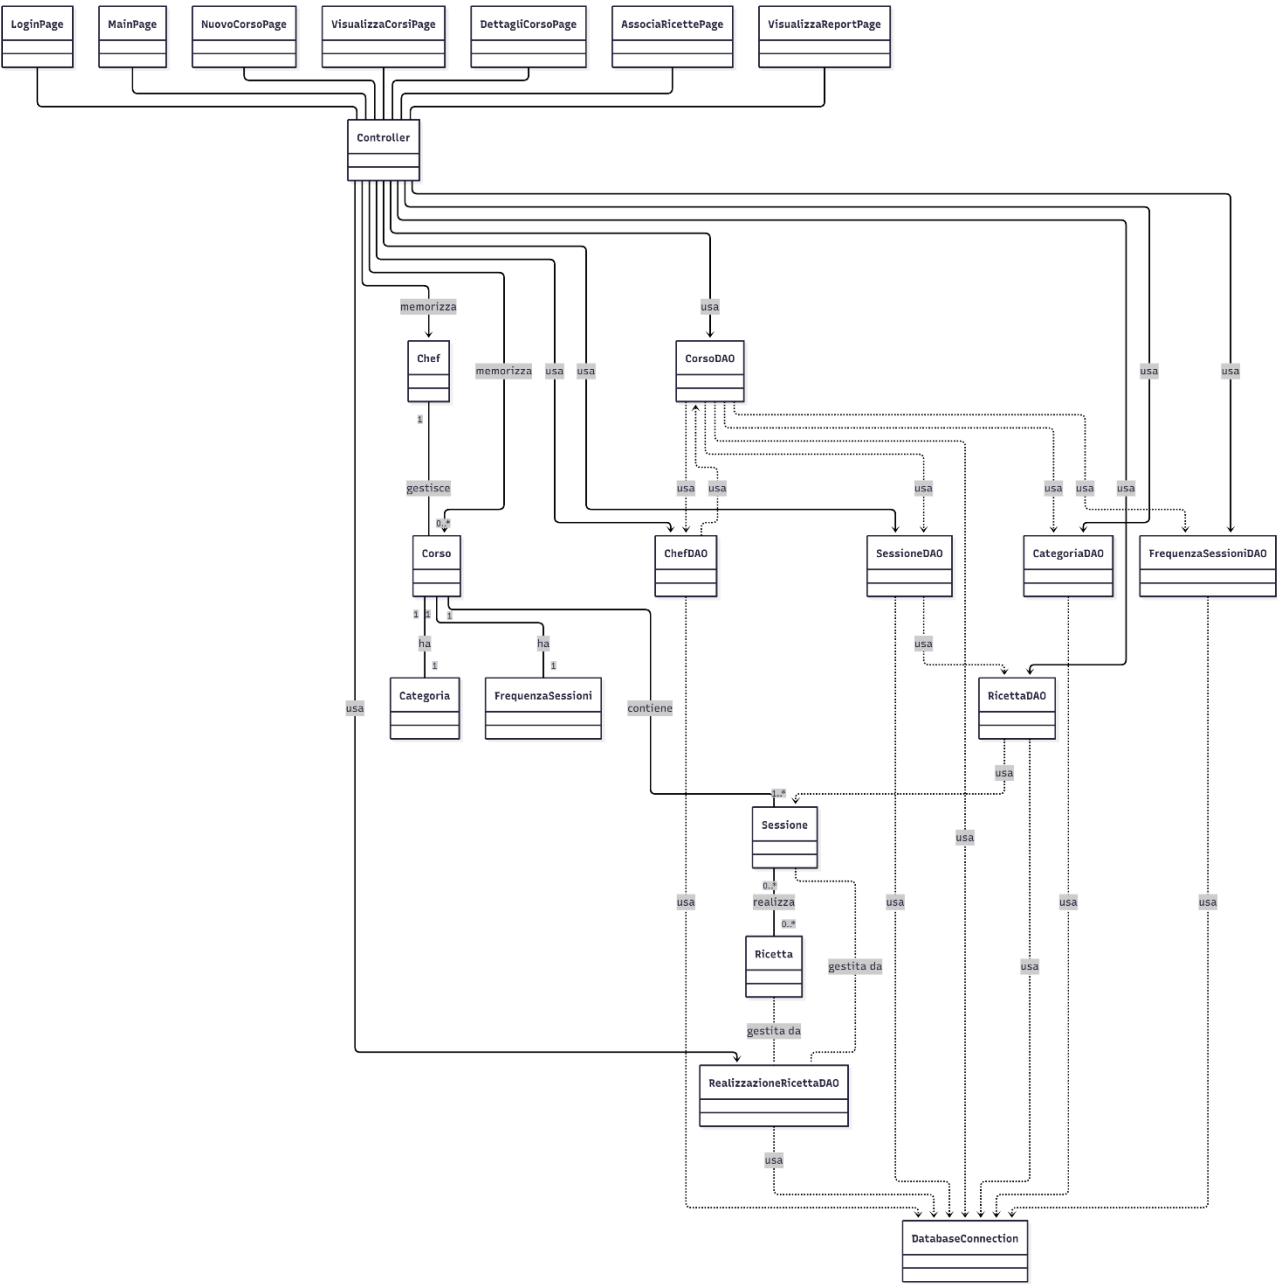 LoginPage
MainPage
NuovoCorsoPage
VisualizzaCorsiPage
DettagliCorsoPage
AssociaRicettePage
VisualizzaReportPage
Controller
memorizza
usa
Chef
CorsoDAO
memorizza
usa
usa
usa
usa
1
gestisce
usa
usa
usa
usa
usa
usa
0..*
Corso
ChefDAO
SessioneDAO
CategoriaDAO
FrequenzaSessioniDAO
1
1
1
ha
ha
usa
1
1
Categoria
FrequenzaSessioni
RicettaDAO
usa
contiene
usa
1..*
Sessione
usa
0..*
realizza
usa
usa
usa
usa
0..*
Ricetta
gestita da
usa
gestita da
RealizzazioneRicettaDAO
usa
DatabaseConnection